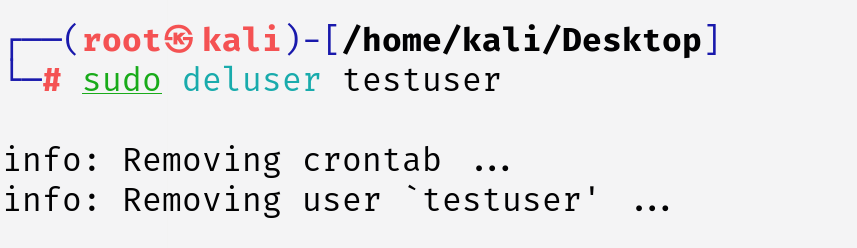 ┌──(root㉿kali)-[/home/kali/Desktop]
└─# sudo deluser testuser
info: Removing crontab ...
info: Removing user `testuser' ...